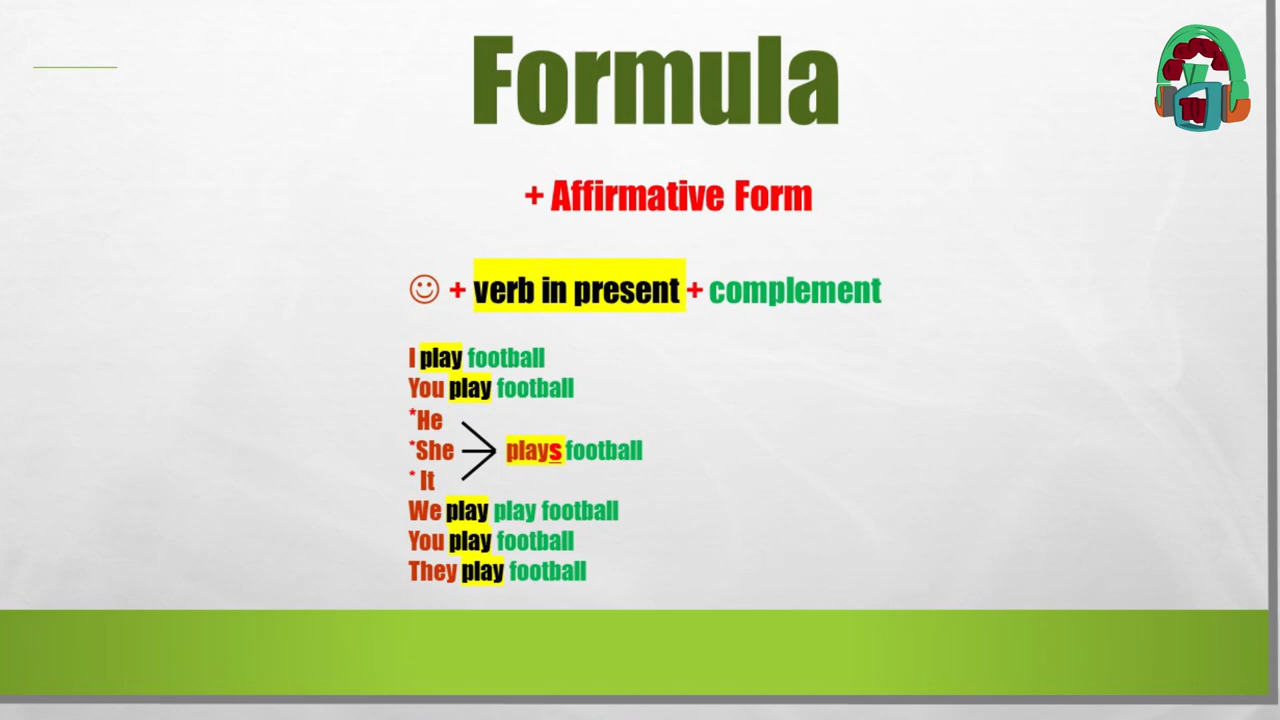 Formula
+ Affirmative Form
☺ + verb in present + complement
I play football
You play football
*He
*She plays football
* It
We play play football
You play football
They play football